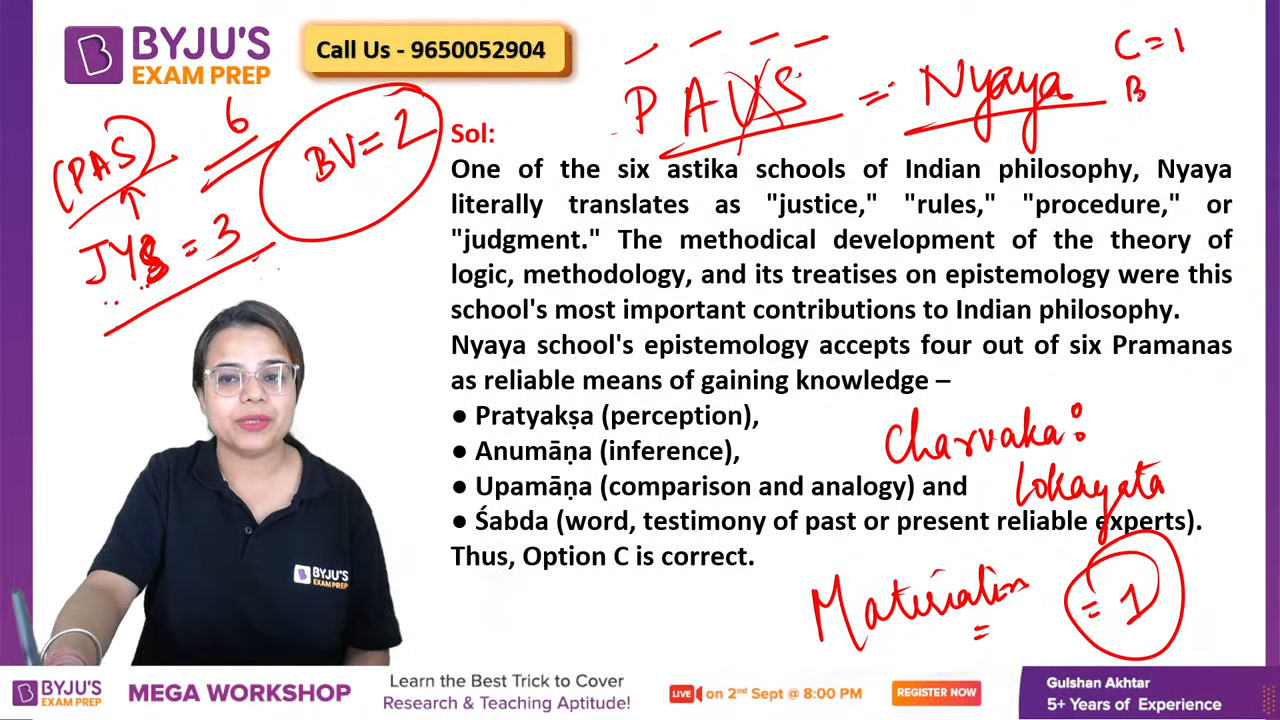 BYJU'S
EXAM PREP
Call Us - 9650052904
PAUS = Nyaya
C = 1
B
(PAS)
6
BV = 2
JYS = 3
Sol:
One of the six astika schools of Indian philosophy, Nyaya
literally translates as "justice," "rules," "procedure," or
"judgment." The methodical development of the theory of
logic, methodology, and its treatises on epistemology were this
school's most important contributions to Indian philosophy.
Nyaya school's epistemology accepts four out of six Pramanas
as reliable means of gaining knowledge –
● Pratyakṣa (perception),
● Anumāṇa (inference),
● Upamāṇa (comparison and analogy) and
● Śabda (word, testimony of past or present reliable experts).
Thus, Option C is correct.
Charvaka:
Lokayata
= 1
BYJU'S
EXAM PREP
BYJU'S
EXAM PREP
MEGA WORKSHOP
Learn the Best Trick to Cover
Research & Teaching Aptitude!
LIVE on 2nd Sept @ 8:00 PM
REGISTER NOW
Gulshan Akhtar
5+ Years of Experience